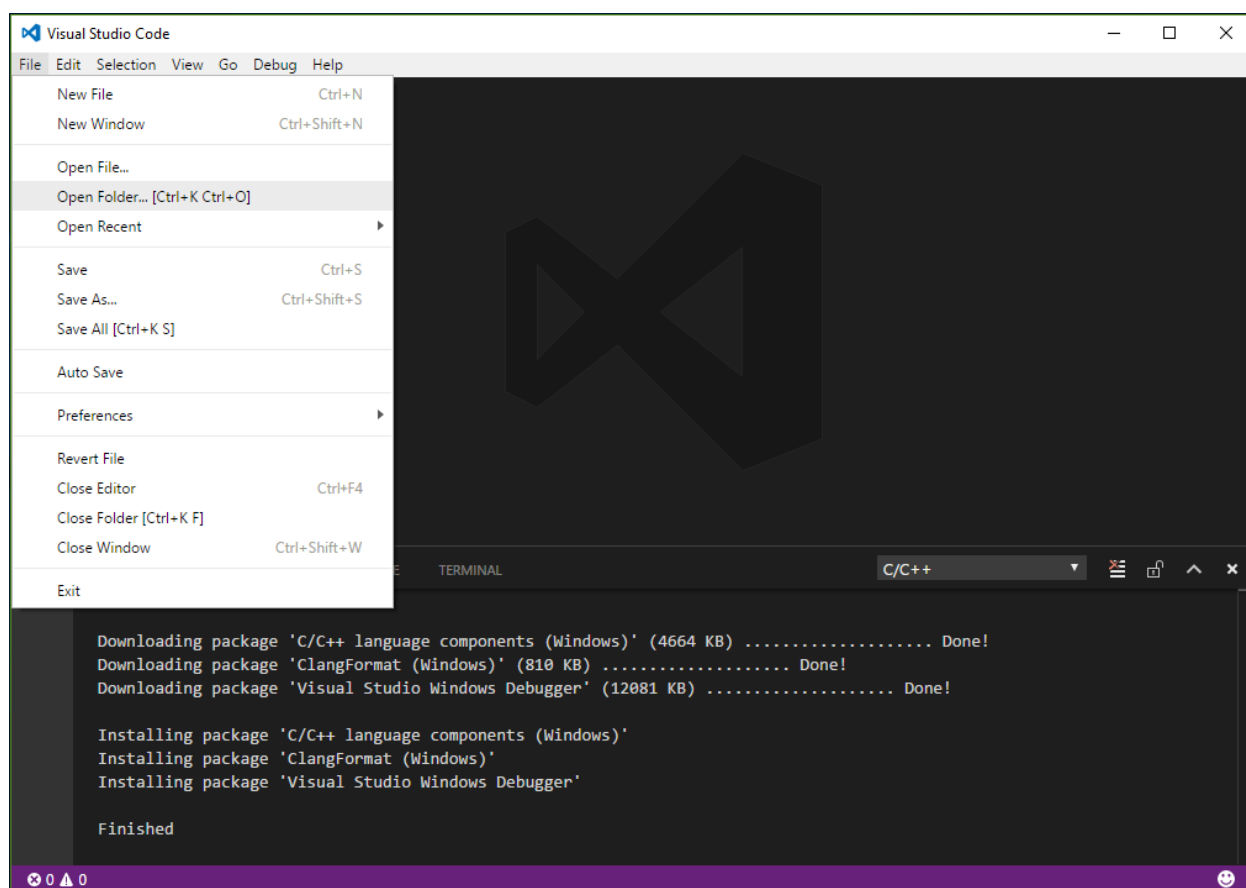 Visual Studio Code
File Edit Selection View Go Debug Help
New File Ctrl+N
New Window Ctrl+Shift+N
Open File...
Open Folder... [Ctrl+K Ctrl+O]
Open Recent
Save Ctrl+S
Save As... Ctrl+Shift+S
Save All [Ctrl+K S]
Auto Save
Preferences
Revert File
Close Editor Ctrl+F4
Close Folder [Ctrl+K F]
Close Window Ctrl+Shift+W
Exit
TERMINAL C/C++
Downloading package 'C/C++ language components (Windows)' (4664 KB) .................... Done!
Downloading package 'ClangFormat (Windows)' (810 KB) .................... Done!
Downloading package 'Visual Studio Windows Debugger' (12081 KB) .................... Done!
Installing package 'C/C++ language components (Windows)'
Installing package 'ClangFormat (Windows)'
Installing package 'Visual Studio Windows Debugger'
Finished
0 0